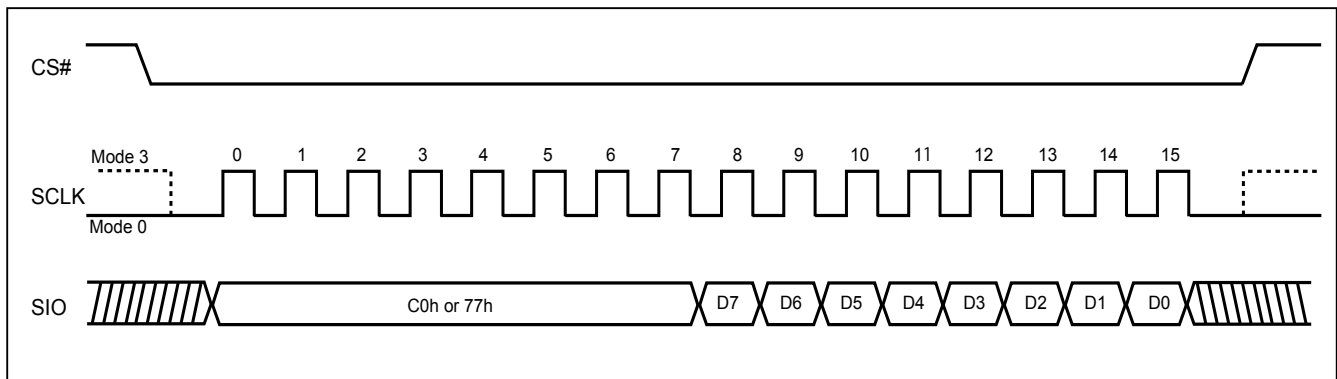 CS#
Mode 3 0 1 2 3 4 5 6 7 8 9 10 11 12 13 14 15
SCLK
Mode 0
SIO C0h or 77h D7 D6 D5 D4 D3 D2 D1 D0